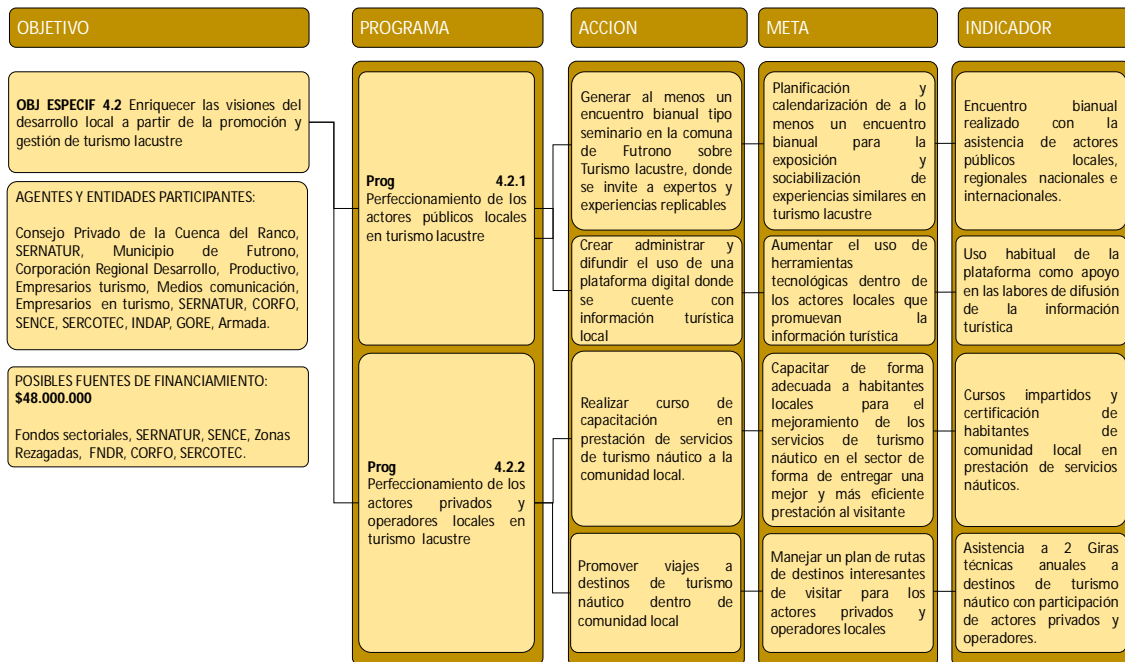 OBJETIVO
PROGRAMA
ACCION
META
INDICADOR
OBJ ESPECIF 4.2 Enriquecer las visiones del
desarrollo local a partir de la promoción y
gestión de turismo lacustre
AGENTES Y ENTIDADES PARTICIPANTES:
Consejo Privado de la Cuenca del Ranco,
SERNATUR, Municipio de Futrono,
Corporación Regional Desarrollo, Productivo,
Empresarios turismo, Medios comunicación,
Empresarios en turismo, SERNATUR, CORFO,
SENCE, SERCOTEC, INDAP, GORE, Armada.
POSIBLES FUENTES DE FINANCIAMIENTO:
$48.000.000
Fondos sectoriales, SERNATUR, SENCE, Zonas
Rezagadas, FNDR, CORFO, SERCOTEC.
Prog 4.2.1
Perfeccionamiento de los
actores públicos locales
en turismo lacustre
Generar al menos un
encuentro bianual tipo
seminario en la comuna
de Futrono sobre
Turismo Lacustre, donde
se invite a expertos y
experiencias replicables
Planificación y
calendarización de a lo
menos un encuentro
bianual para la
exposición y
sociabilización de
experiencias similares en
turismo lacustre
Encuentro bianual
realizado con la
asistencia de actores
públicos locales,
regionales nacionales e
internacionales.
Crear administrar y
difundir el uso de una
plataforma digital donde
se cuente con
información turística
local
Aumentar el uso de
herramientas
tecnológicas dentro de
los actores locales que
promuevan la
información turística
Uso habitual de la
plataforma como apoyo
en las labores de difusión
de la información
turística
Prog 4.2.2
Perfeccionamiento de los
actores privados y
operadores locales en
turismo lacustre
Realizar curso de
capacitación en
prestación de servicios
de turismo náutico a la
comunidad local.
Capacitar de forma
adecuada a habitantes
locales para el
mejoramiento de los
servicios de turismo
náutico en el sector de
forma de entregar una
mejor y más eficiente
prestación al visitante
Cursos impartidos y
certificación de
habitantes de
comunidad local en
prestación de servicios
náuticos.
Promover viajes a
destinos de turismo
náutico dentro de
comunidad local
Manejar un plan de rutas
de destinos interesantes
de visitar para los
actores privados y
operadores locales
Asistencia a 2 Giras
técnicas anuales a
destinos de turismo
náutico con participación
de actores privados y
operadores.